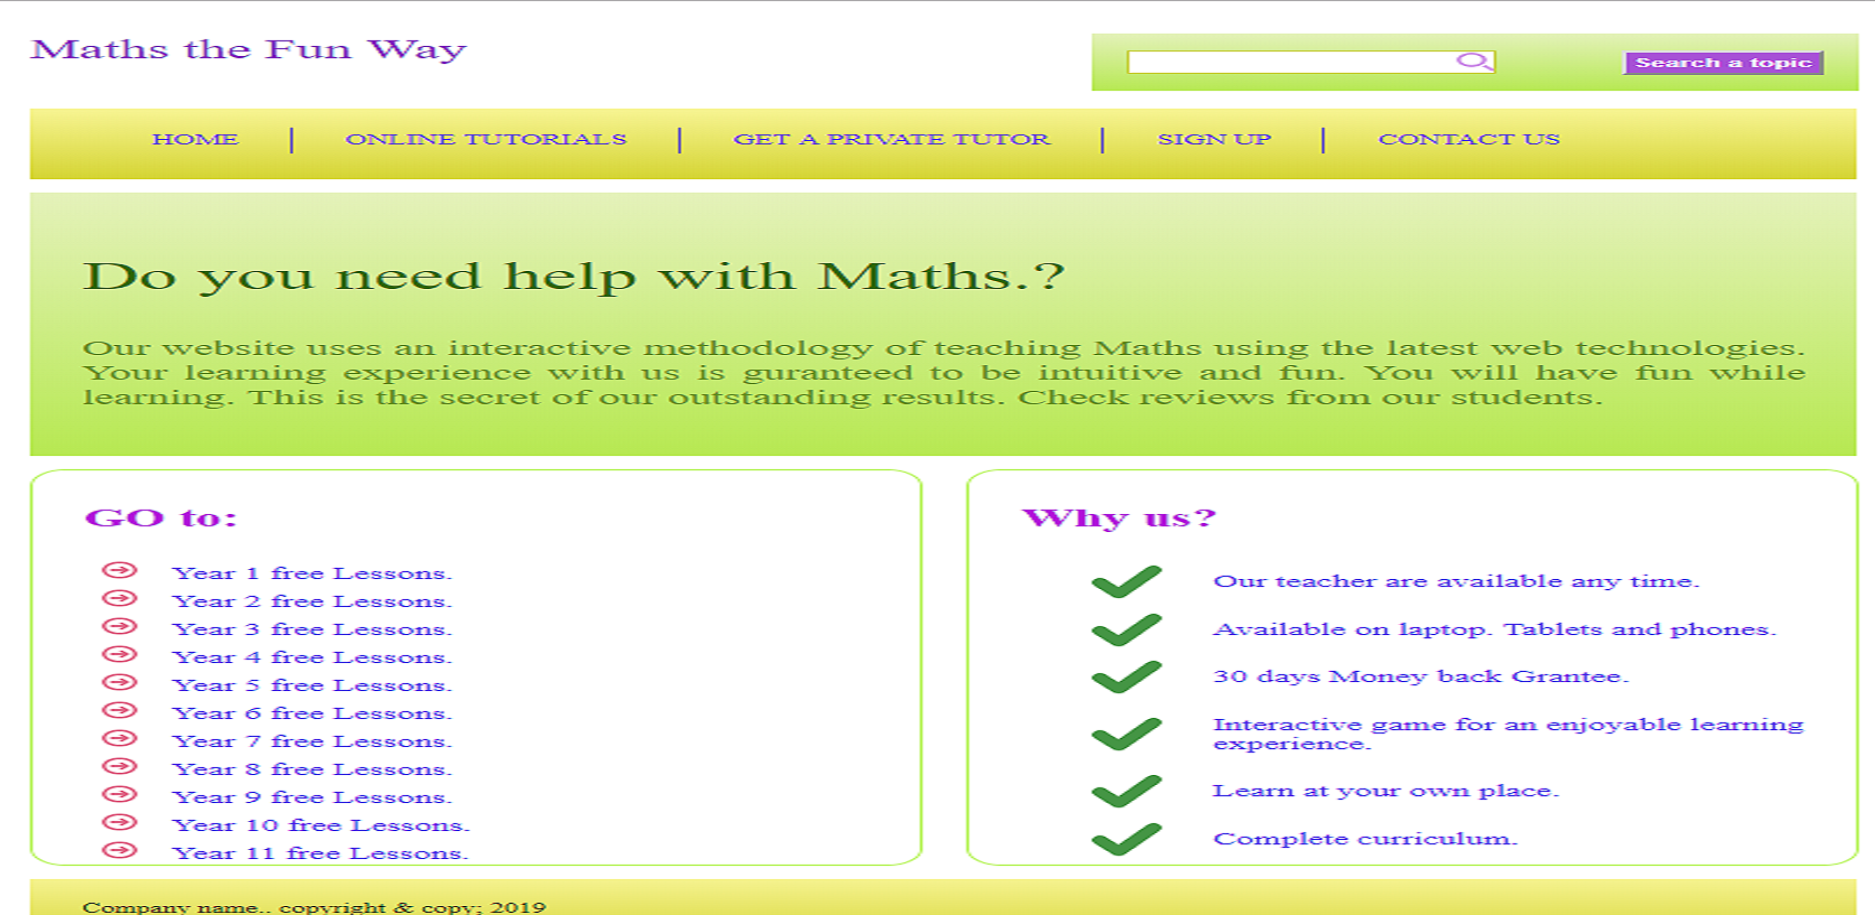 Maths the Fun Way
Search a topic
HOME | ONLINE TUTORIALS | GET A PRIVATE TUTOR | SIGN UP | CONTACT US
Do you need help with Maths.?
Our website uses an interactive methodology of teaching Maths using the latest web technologies.
Your learning experience with us is guranteed to be intuitive and fun. You will have fun while
learning. This is the secret of our outstanding results. Check reviews from our students.
GO to:
Year 1 free Lessons.
Year 2 free Lessons.
Year 3 free Lessons.
Year 4 free Lessons.
Year 5 free Lessons.
Year 6 free Lessons.
Year 7 free Lessons.
Year 8 free Lessons.
Year 9 free Lessons.
Year 10 free Lessons.
Year 11 free Lessons.
Why us?
Our teacher are available any time.
Available on laptop. Tablets and phones.
30 days Money back Grantee.
Interactive game for an enjoyable learning
experience.
Learn at your own place.
Complete curriculum.
Company name.. copyright & copy; 2019